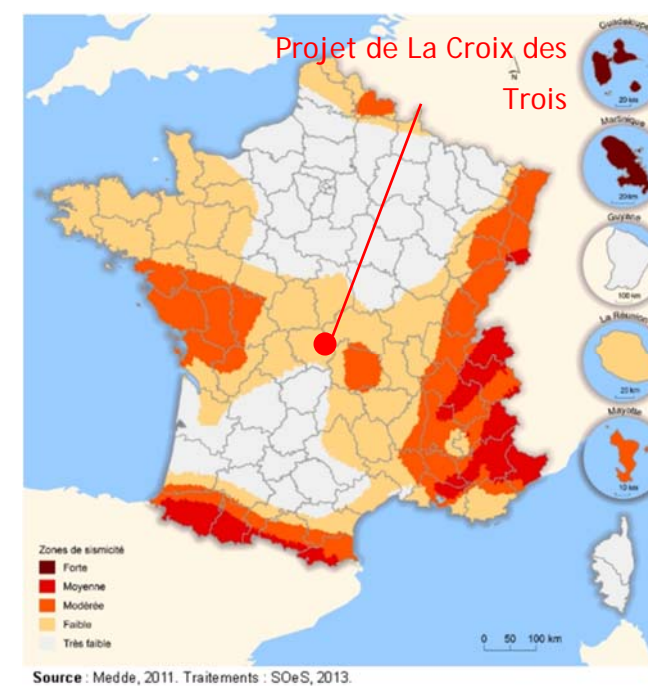 Projet de La Croix des
Trois
N
Guadeloupe
20 km
Martinique
20 km
Guyane
100 km
La Réunion
25 km
Mayotte
10 km
Zones de sismicité
Forte
Moyenne
Modérée
Faible
Très faible
0 50 100 km
Source : Medde, 2011. Traitements : SOeS, 2013.